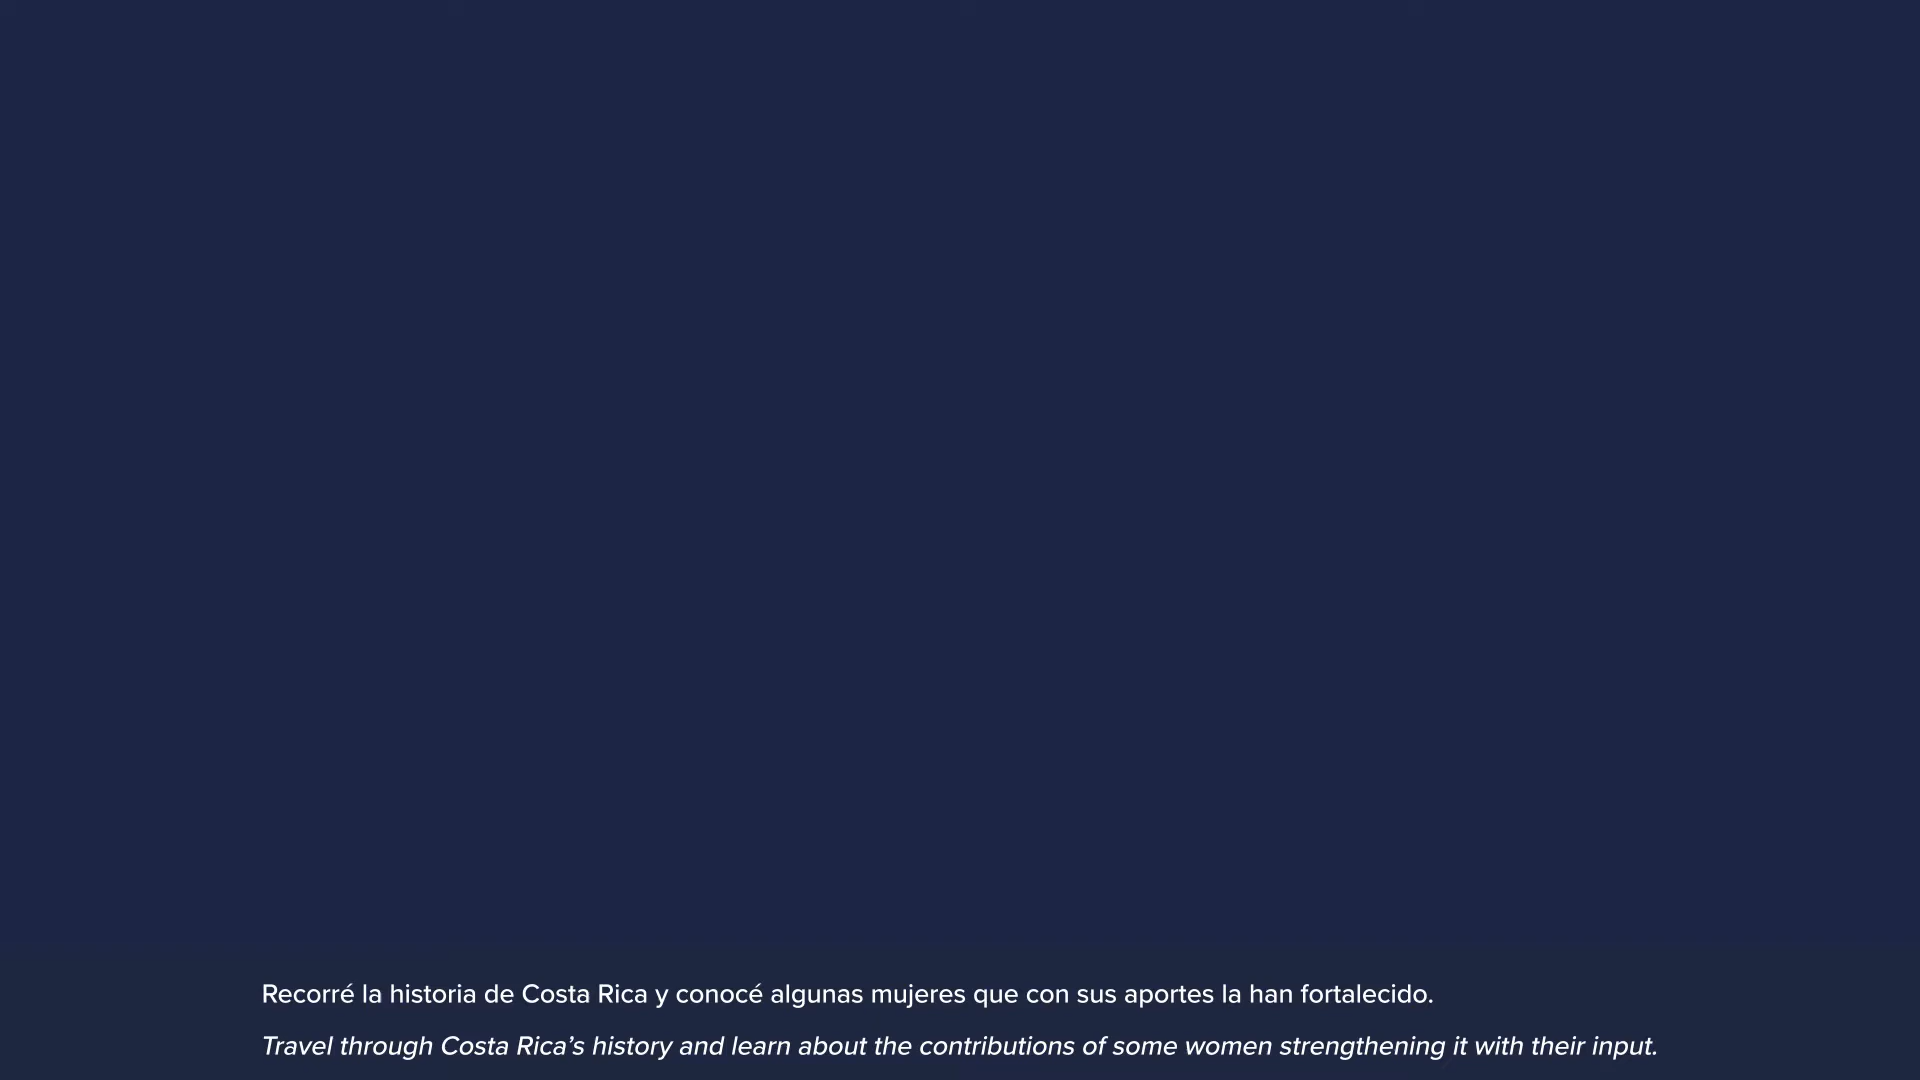 Recorré la historia de Costa Rica y conocé algunas mujeres que con sus aportes la han fortalecido.
Travel through Costa Rica’s history and learn about the contributions of some women strengthening it with their input.